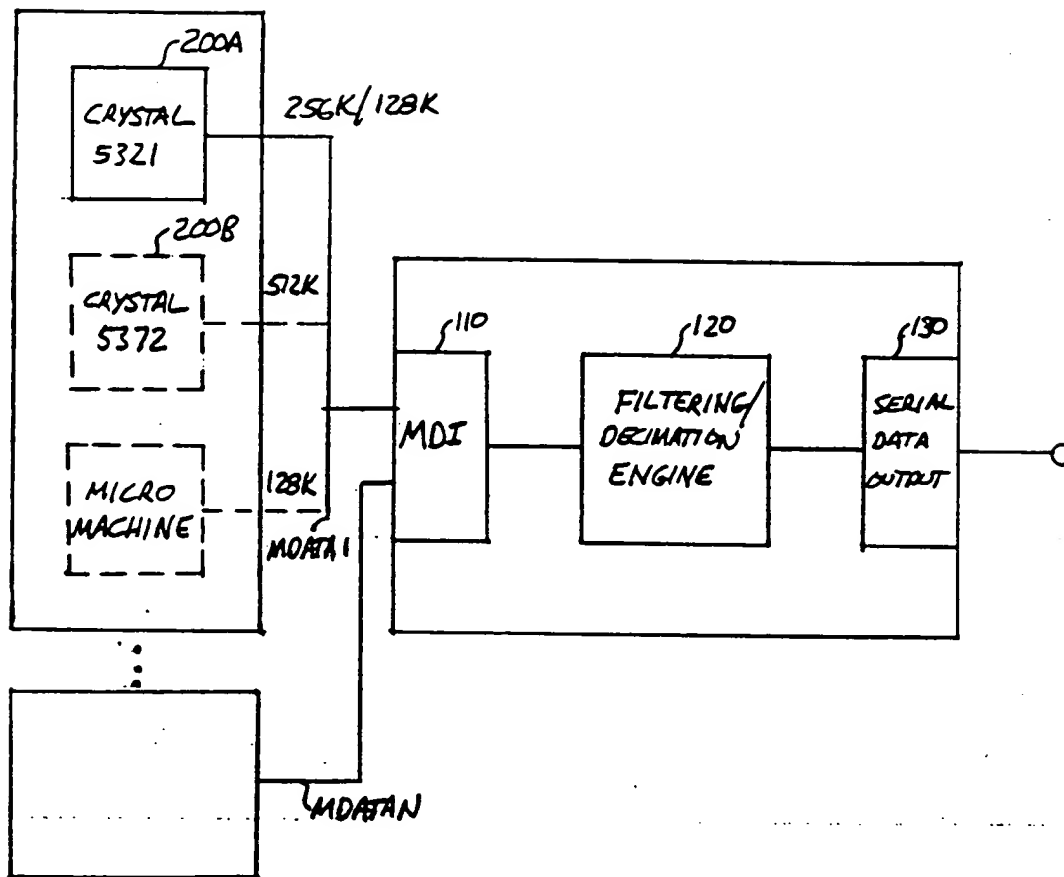 200A
CRYSTAL
5321
256K/128K
200B
CRYSTAL
5372
512K
MICRO
MACHINE
128K
MDATA1
110
MDI
120
FILTERING/
DECIMATION
ENGINE
130
SERIAL
DATA
OUTPUT
MDATAN